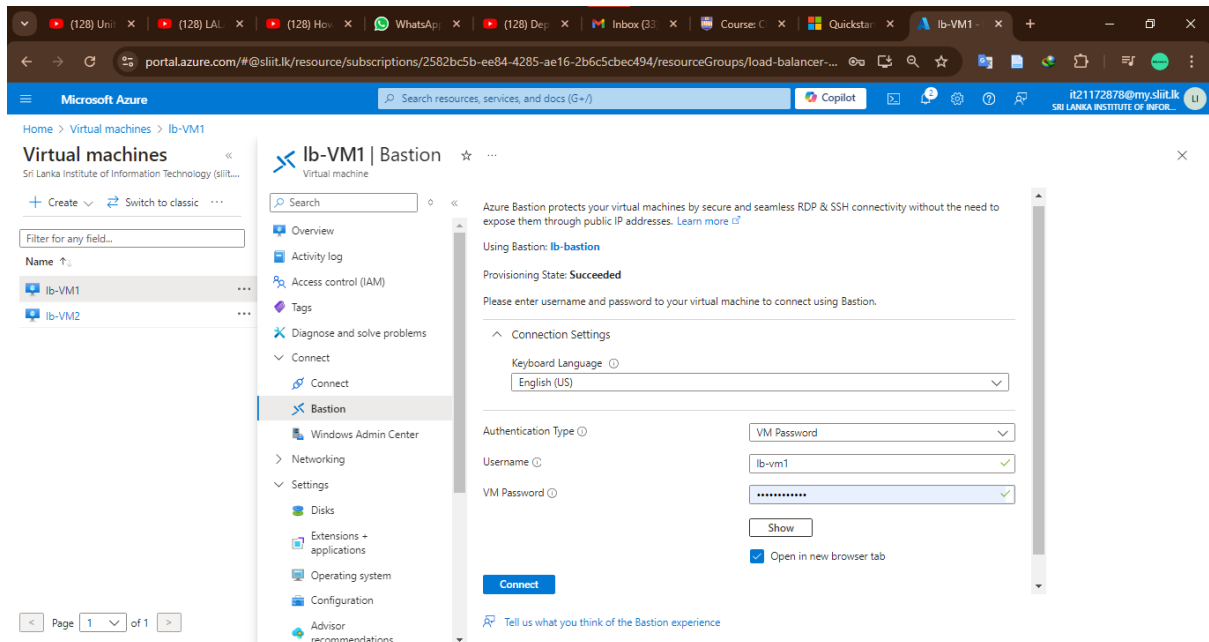 (128) Uni
(128) LAL
(128) Hov
WhatsAp
(128) Dep
Inbox (33
Course: C
Quickstar
lb-VM1 -
portal.azure.com/#@sliit.lk/resource/subscriptions/2582bc5b-ee84-4285-ae16-2b6c5cbec494/resourceGroups/load-balancer-...
Microsoft Azure
Search resources, services, and docs (G+/)
Copilot
2
it21172878@my.sliit.lk
SRI LANKA INSTITUTE OF INFOR...
LI
Home > Virtual machines > lb-VM1
Virtual machines
Sri Lanka Institute of Information Technology (sliit....
Create
Switch to classic
Filter for any field...
Name ↑
lb-VM1
lb-VM2
< Page 1 of 1 >
lb-VM1 | Bastion
Virtual machine
Search
Overview
Activity log
Access control (IAM)
Tags
Diagnose and solve problems
Connect
Connect
Bastion
Windows Admin Center
Networking
Settings
Disks
Extensions +
applications
Operating system
Configuration
Advisor
recommendations
Azure Bastion protects your virtual machines by secure and seamless RDP & SSH connectivity without the need to
expose them through public IP addresses. Learn more
Using Bastion: lb-bastion
Provisioning State: Succeeded
Please enter username and password to your virtual machine to connect using Bastion.
Connection Settings
Keyboard Language
English (US)
Authentication Type
VM Password
Username
lb-vm1
VM Password
••••••••••••
Show
Open in new browser tab
Connect
Tell us what you think of the Bastion experience